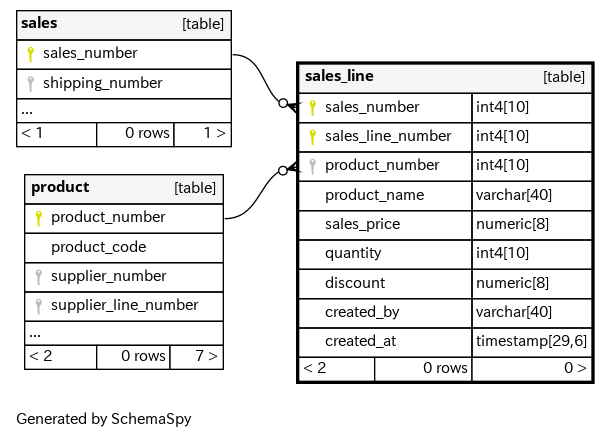 sales [table]
sales_number
shipping_number
...
< 1 0 rows 1 >
product [table]
product_number
product_code
supplier_number
supplier_line_number
...
< 2 0 rows 7 >
sales_line [table]
sales_number int4[10]
sales_line_number int4[10]
product_number int4[10]
product_name varchar[40]
sales_price numeric[8]
quantity int4[10]
discount numeric[8]
created_by varchar[40]
created_at timestamp[29,6]
< 2 0 rows 0 >
Generated by SchemaSpy